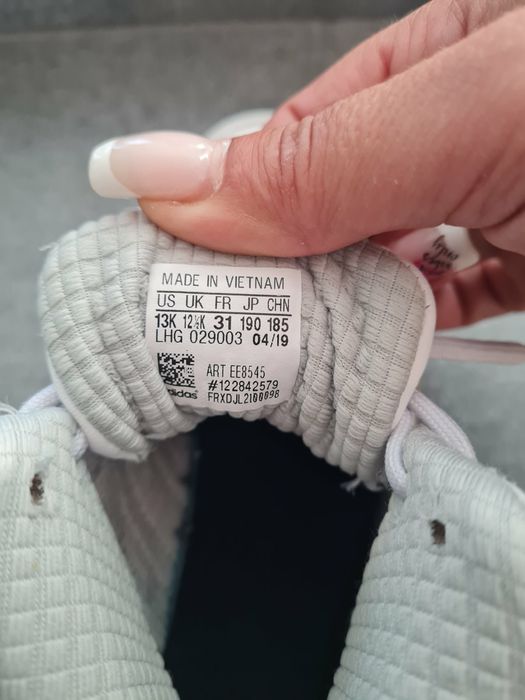 MADE IN VIETNAM
US UK FR JP CHN
13K 12½K 31 190 185
LHG 029003 04/19
ART EE8545
#122842579
adidas FRXDJL2100098